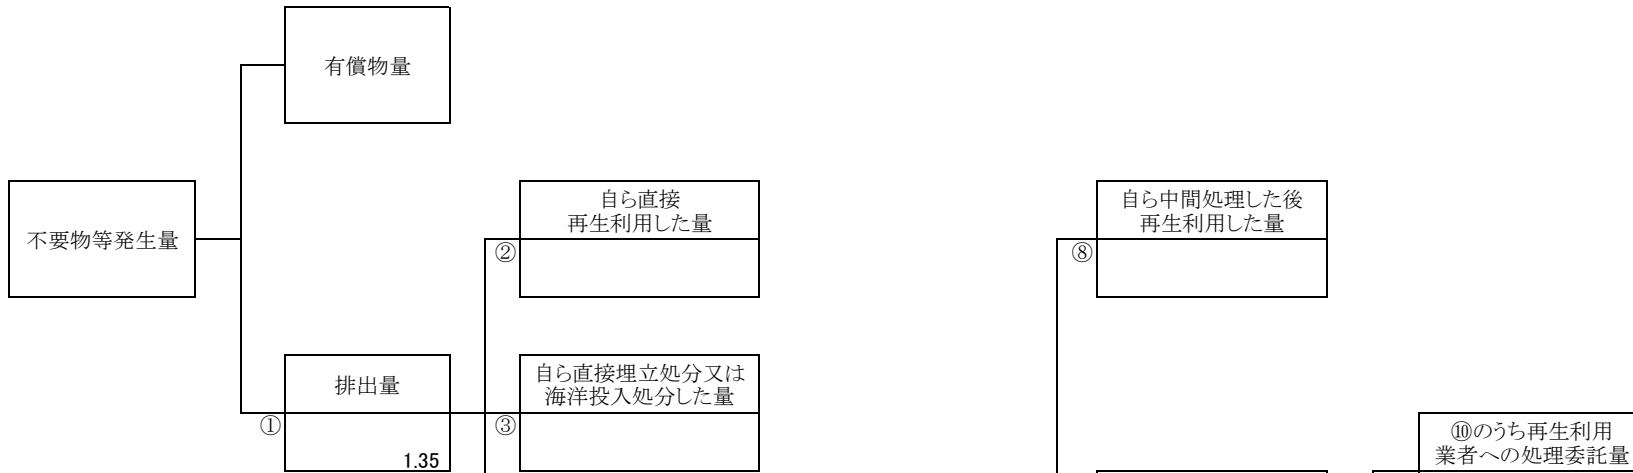 有償物量
不要物等発生量
自ら直接
再生利用した量
②
自ら中間処理した後
再生利用した量
⑧
排出量
①
1.35
自ら直接埋立処分又は
海洋投入処分した量
③
⑩のうち再生利用
業者への処理委託量